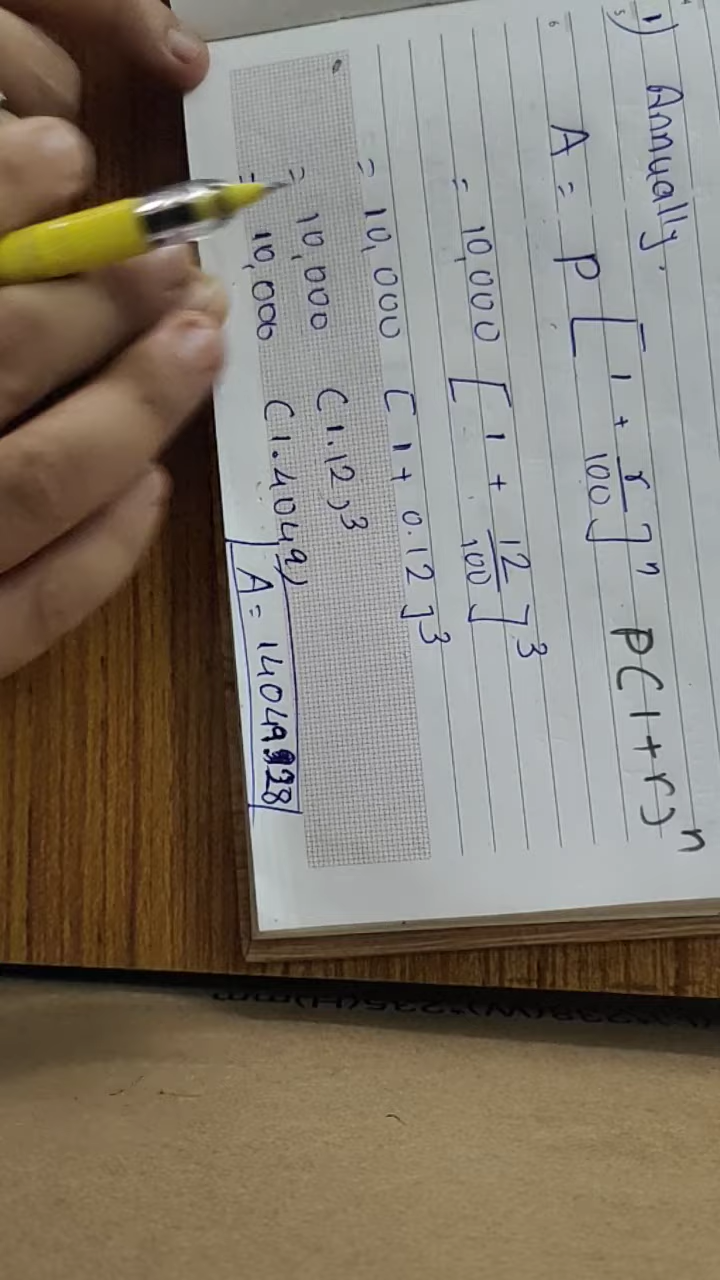 1) Annually.
A = P [ 1 + r/100 ]ⁿ P(1+r)ⁿ
= 10,000 [ 1 + 12/100 ]³
= 10,000 [ 1 + 0.12 ]³
= 10,000 (1.12)³
= 10,000 (1.4049)
A = 14049.928